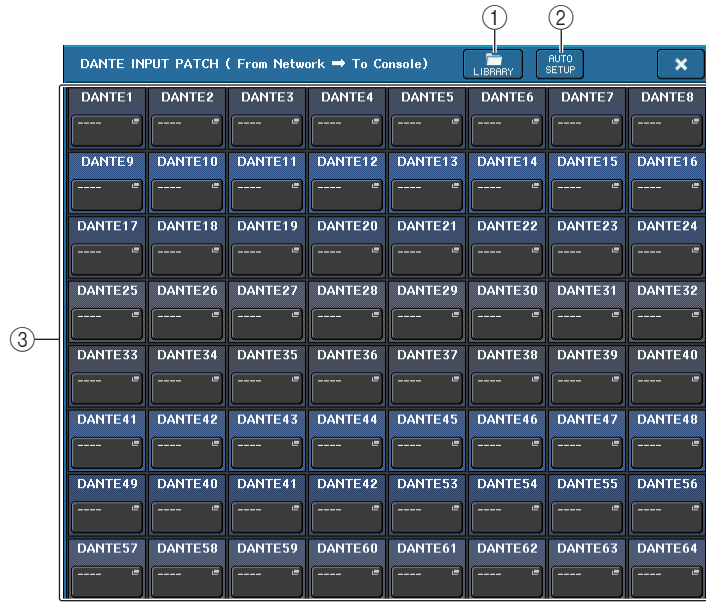 ① ②
DANTE INPUT PATCH ( From Network ➡ To Console) LIBRARY AUTO SETUP ×
DANTE1 DANTE2 DANTE3 DANTE4 DANTE5 DANTE6 DANTE7 DANTE8
---- ---- ---- ---- ---- ---- ---- ----
DANTE9 DANTE10 DANTE11 DANTE12 DANTE13 DANTE14 DANTE15 DANTE16
---- ---- ---- ---- ---- ---- ---- ----
DANTE17 DANTE18 DANTE19 DANTE20 DANTE21 DANTE22 DANTE23 DANTE24
---- ---- ---- ---- ---- ---- ---- ----
DANTE25 DANTE26 DANTE27 DANTE28 DANTE29 DANTE30 DANTE31 DANTE32
---- ---- ---- ---- ---- ---- ---- ----
③
DANTE33 DANTE34 DANTE35 DANTE36 DANTE37 DANTE38 DANTE39 DANTE40
---- ---- ---- ---- ---- ---- ---- ----
DANTE41 DANTE42 DANTE43 DANTE44 DANTE45 DANTE46 DANTE47 DANTE48
---- ---- ---- ---- ---- ---- ---- ----
DANTE49 DANTE40 DANTE41 DANTE42 DANTE53 DANTE54 DANTE55 DANTE56
---- ---- ---- ---- ---- ---- ---- ----
DANTE57 DANTE58 DANTE59 DANTE60 DANTE61 DANTE62 DANTE63 DANTE64
---- ---- ---- ---- ---- ---- ---- ----